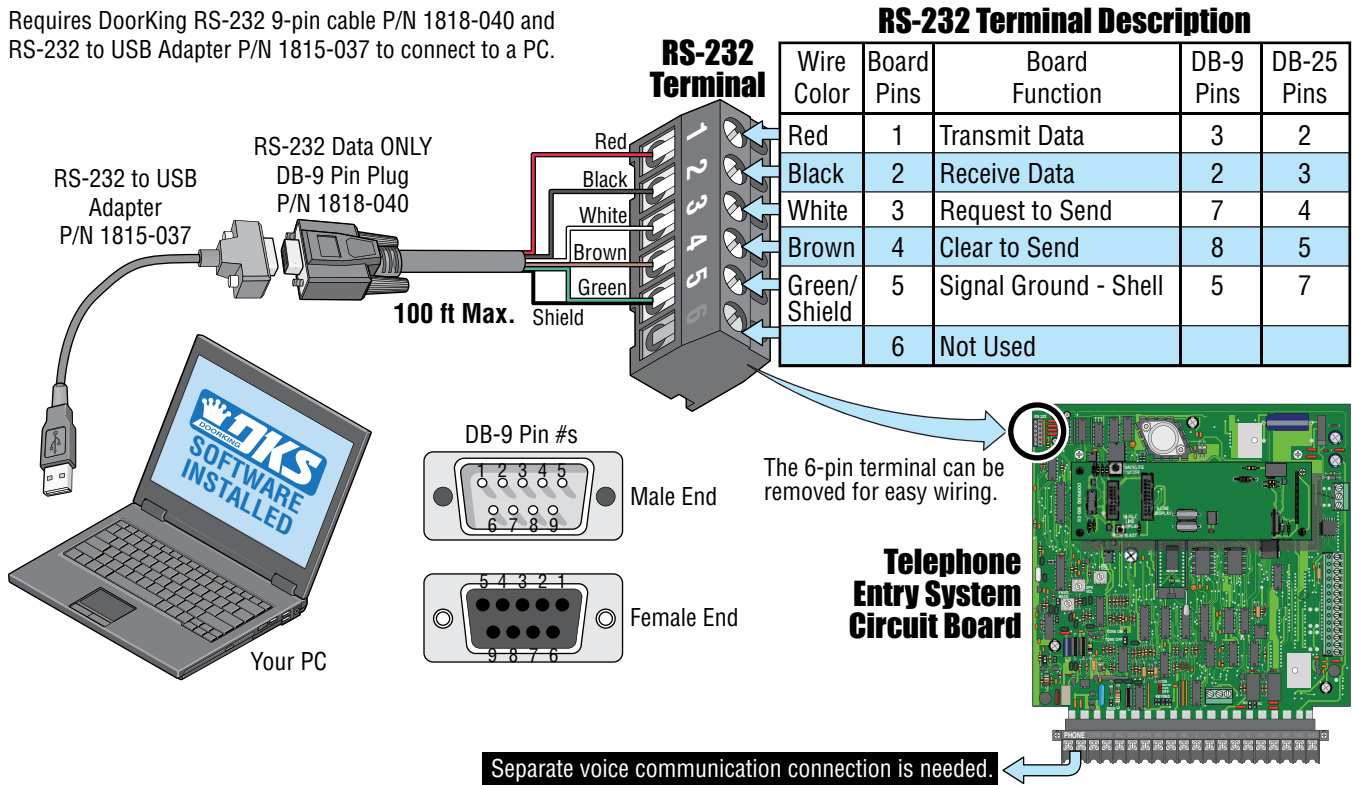 Requires DoorKing RS-232 9-pin cable P/N 1818-040 and
RS-232 to USB Adapter P/N 1815-037 to connect to a PC.
RS-232 Terminal Description
RS-232
Terminal
Wire Color Board Pins Board Function DB-9 Pins DB-25 Pins
Red 1 Transmit Data 3 2
Black 2 Receive Data 2 3
White 3 Request to Send 7 4
Brown 4 Clear to Send 8 5
Green/ Shield 5 Signal Ground - Shell 5 7
6 Not Used
1
2
3
4
5
6
Red
Black
White
Brown
Green
Shield
RS-232 Data ONLY
DB-9 Pin Plug
P/N 1818-040
RS-232 to USB
Adapter
P/N 1815-037
100 ft Max.
DKS
DOORKING
SOFTWARE
INSTALLED
Your PC
DB-9 Pin #s
1 2 3 4 5
6 7 8 9
Male End
5 4 3 2 1
9 8 7 6
Female End
The 6-pin terminal can be
removed for easy wiring.
Telephone
Entry System
Circuit Board
RS 232
PHONE
Separate voice communication connection is needed.